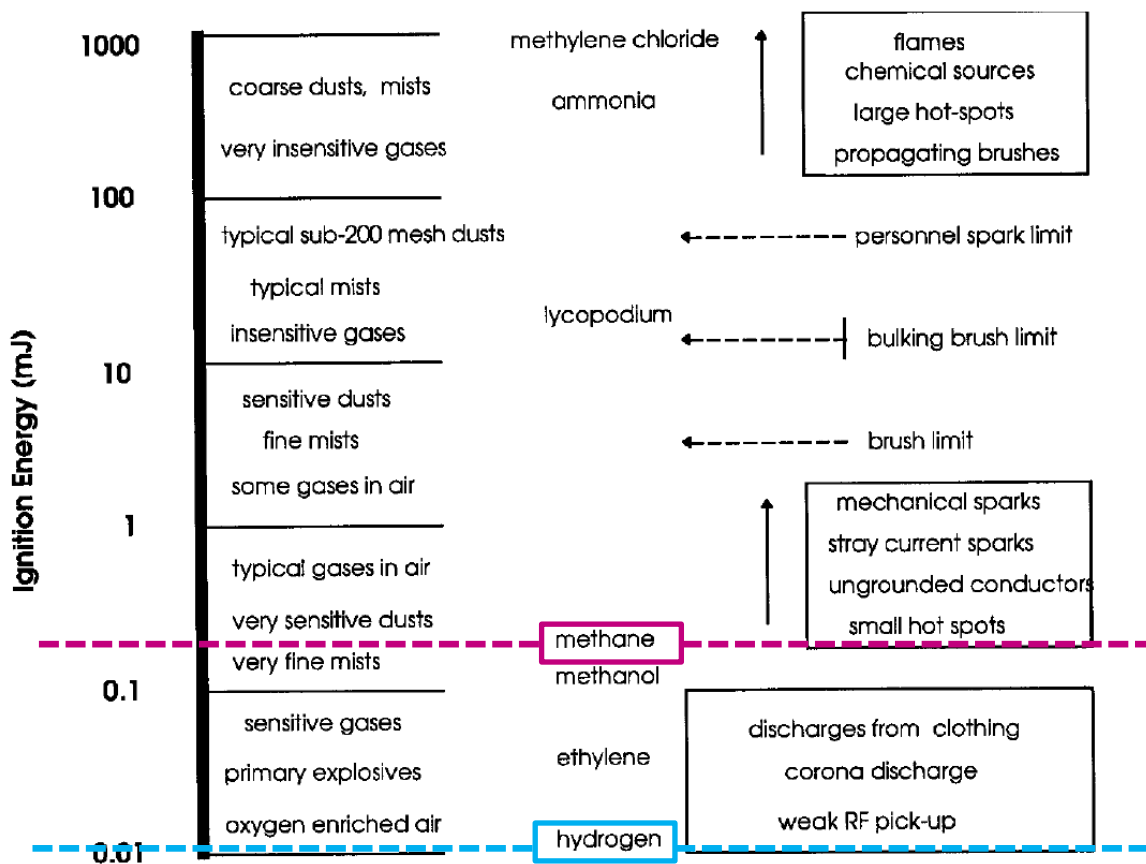 1000
methylene chloride
flames
chemical sources
coarse dusts, mists
ammonia
large hot-spots
very insensitive gases
propagating brushes
100
typical sub-200 mesh dusts
personnel spark limit
typical mists
lycopodium
insensitive gases
bulking brush limit
10
sensitive dusts
fine mists
brush limit
some gases in air
mechanical sparks
1
stray current sparks
typical gases in air
ungrounded conductors
very sensitive dusts
small hot spots
methane
very fine mists
methanol
0.1
sensitive gases
discharges from clothing
ethylene
primary explosives
corona discharge
oxygen enriched air
weak RF pick-up
hydrogen
0.01
Ignition Energy (mJ)